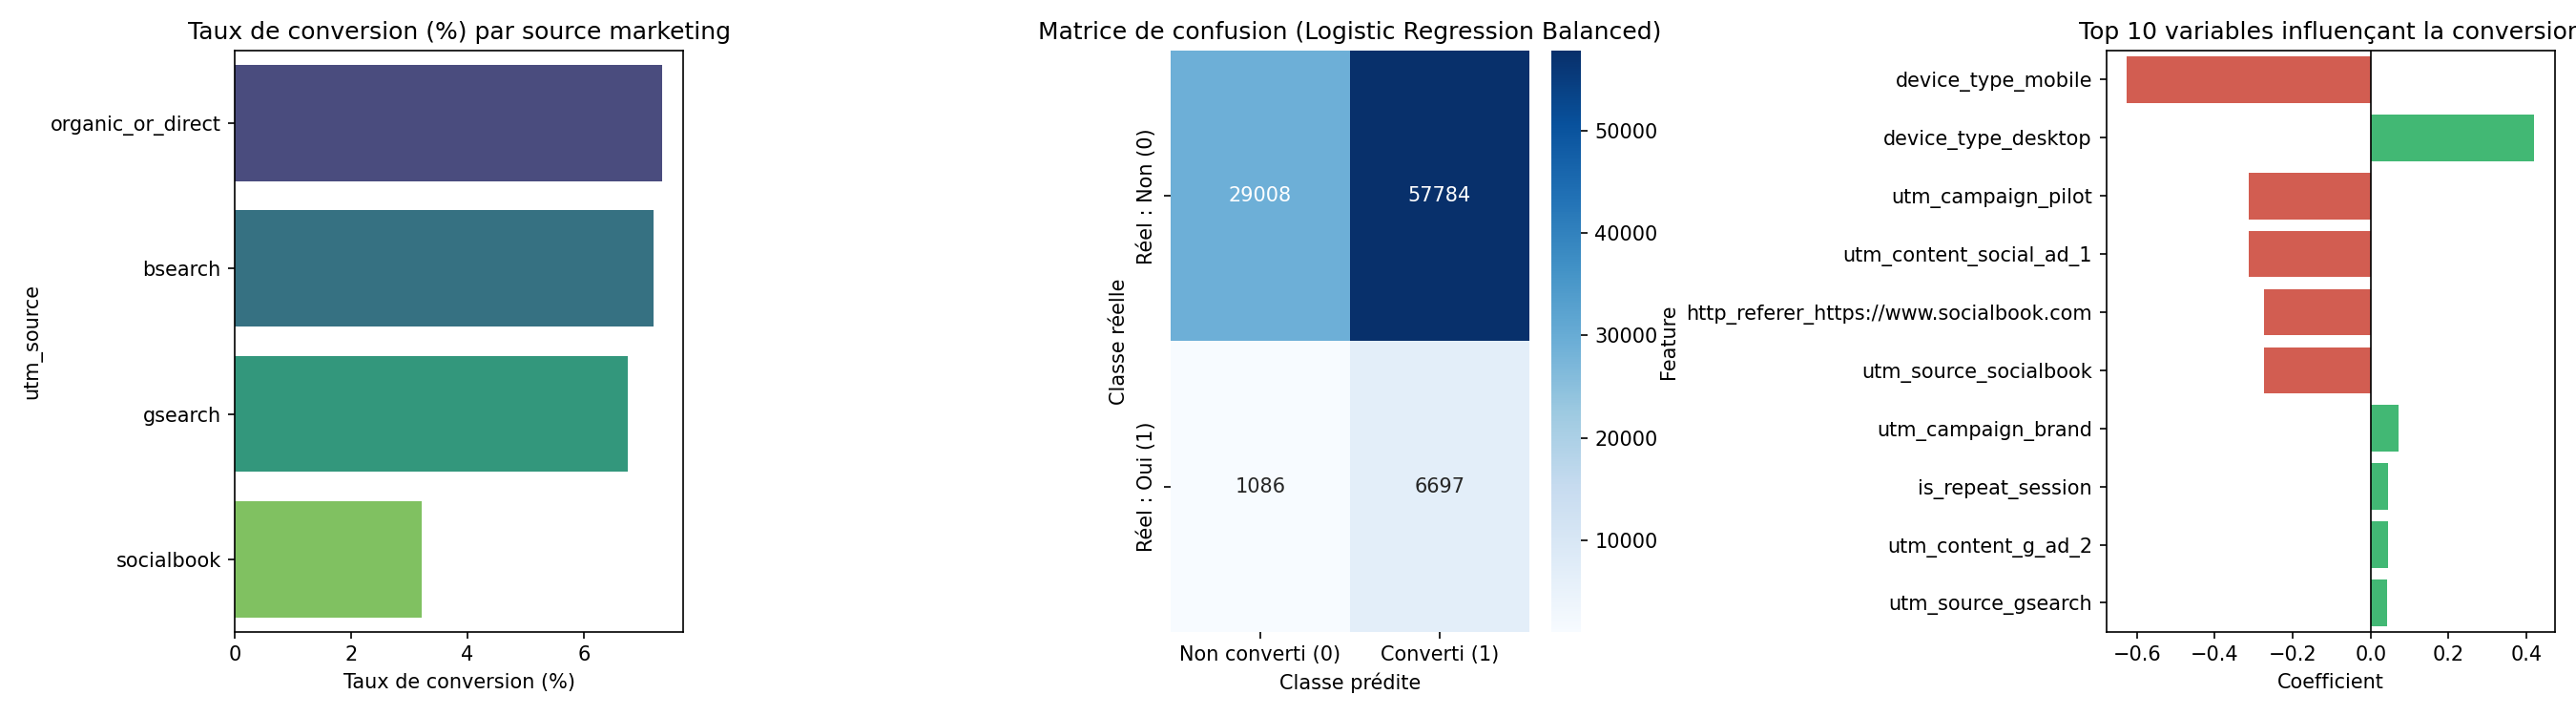 Taux de conversion (%) par source marketing
utm_source
organic_or_direct
bsearch
gsearch
socialbook
0 2 4 6
Taux de conversion (%)
Matrice de confusion (Logistic Regression Balanced)
Classe réelle
Réel : Non (0)
Réel : Oui (1)
29008 57784
1086 6697
Non converti (0) Converti (1)
Classe prédite
50000
40000
30000
20000
10000
Top 10 variables influençant la conversion
Feature
device_type_mobile
device_type_desktop
utm_campaign_pilot
utm_content_social_ad_1
http_referer_https://www.socialbook.com
utm_source_socialbook
utm_campaign_brand
is_repeat_session
utm_content_g_ad_2
utm_source_gsearch
−0.6 −0.4 −0.2 0.0 0.2 0.4
Coefficient